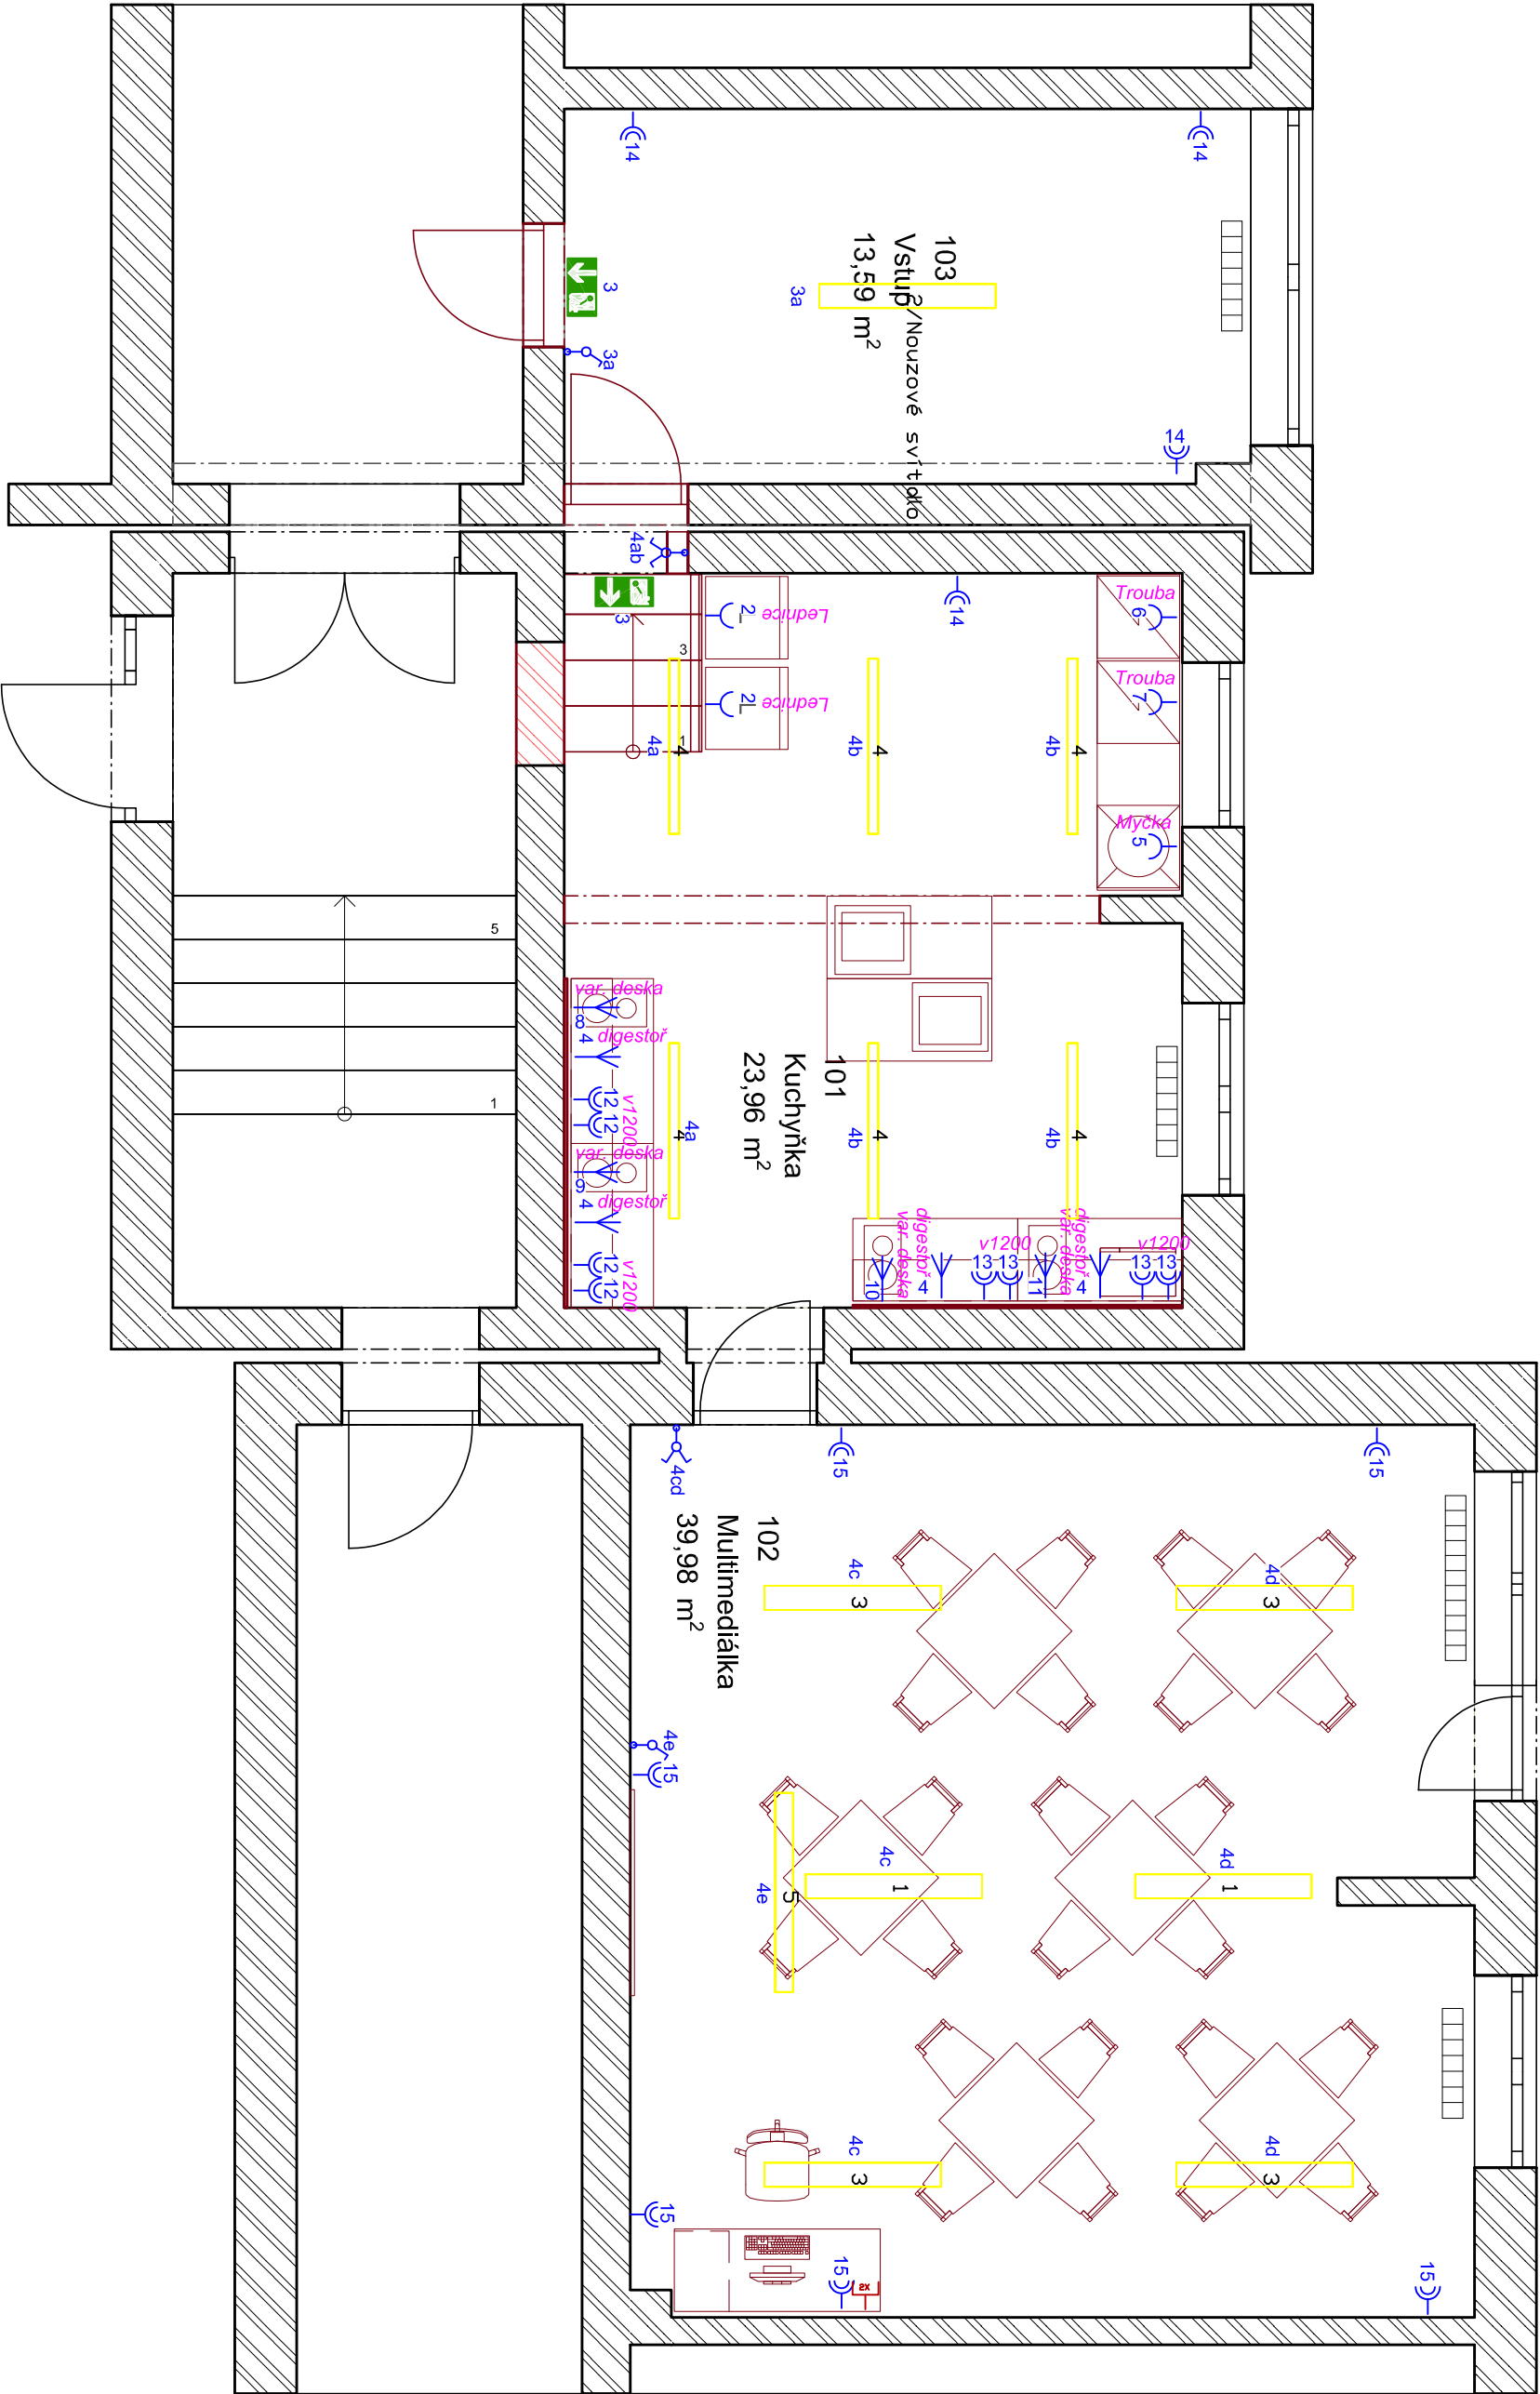 14
14
103
Vstup
13,59 m2
2/Nouzové svítdlo
3a
3
3a
14
4ab
3
14
Trouba
6
Trouba
7
Myčka
5
2
Lednice
2
Lednice
3
1
4a
4
4b
4
4b
4
5
1
var. deska
8
4
digestoř
12
12
v1200
var. deska
9
4
digestoř
12
12
v1200
101
Kuchyňka
23,96 m2
4a
4
4b
4
4b
4
digestoř
var. deska
10
4
v1200
13
13
digestoř
var. deska
11
4
v1200
13
13
4cd
15
15
102
Multimediálka
39,98 m2
4c
3
4d
3
4e
15
4c
1
4d
1
4e
5
4c
3
4d
3
15
15
x2
15